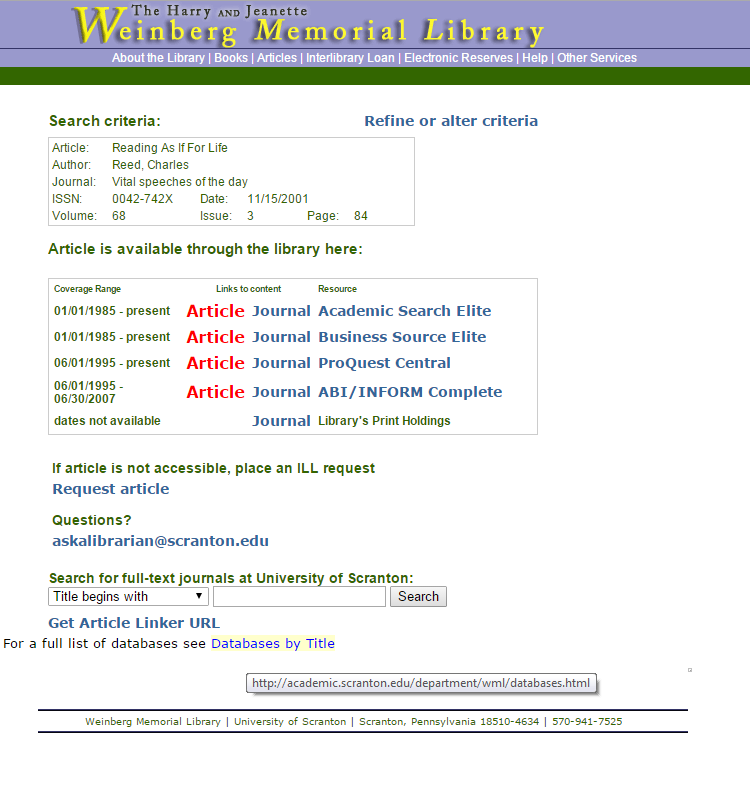 The Harry AND Jeanette
Weinberg Memorial Library
About the Library | Books | Articles | Interlibrary Loan | Electronic Reserves | Help | Other Services
Search criteria: Refine or alter criteria
Article: Reading As If For Life
Author: Reed, Charles
Journal: Vital speeches of the day
ISSN: 0042-742X Date: 11/15/2001
Volume: 68 Issue: 3 Page: 84
Article is available through the library here:
Coverage Range Links to content Resource
01/01/1985 - present Article Journal Academic Search Elite
01/01/1985 - present Article Journal Business Source Elite
06/01/1995 - present Article Journal ProQuest Central
06/01/1995 -
06/30/2007 Article Journal ABI/INFORM Complete
dates not available Journal Library's Print Holdings
If article is not accessible, place an ILL request
Request article
Questions?
askalibrarian@scranton.edu
Search for full-text journals at University of Scranton:
Title begins with Search
Get Article Linker URL
For a full list of databases see Databases by Title
http://academic.scranton.edu/department/wml/databases.html
Weinberg Memorial Library | University of Scranton | Scranton, Pennsylvania 18510-4634 | 570-941-7525